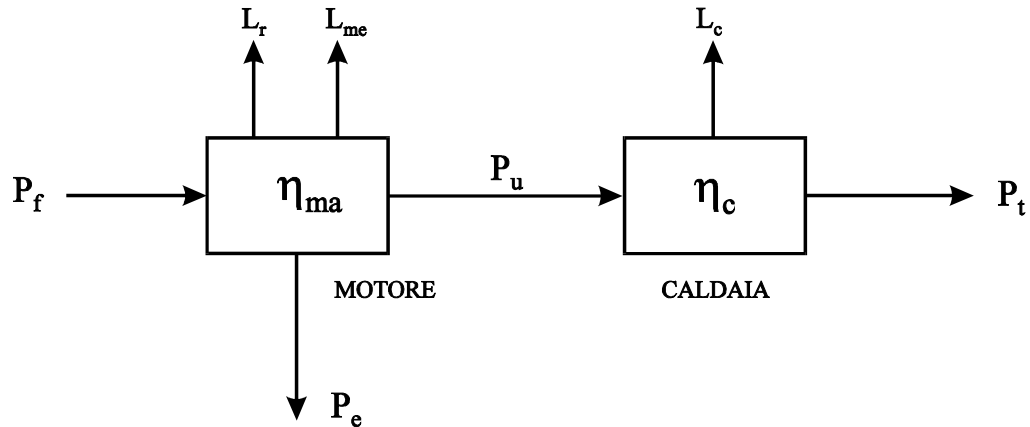 L_r L_me L_c
P_f η_ma P_u η_c P_t
MOTORE CALDAIA
P_e